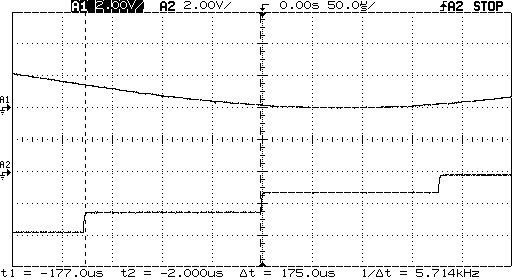 A1 2.00V/ A2 2.00V/ 0.00s 50.0µ/ ƒA2 STOP
A1
A2
t1 = -177.0us t2 = -2.000us Δt = 175.0us 1/Δt = 5.714kHz